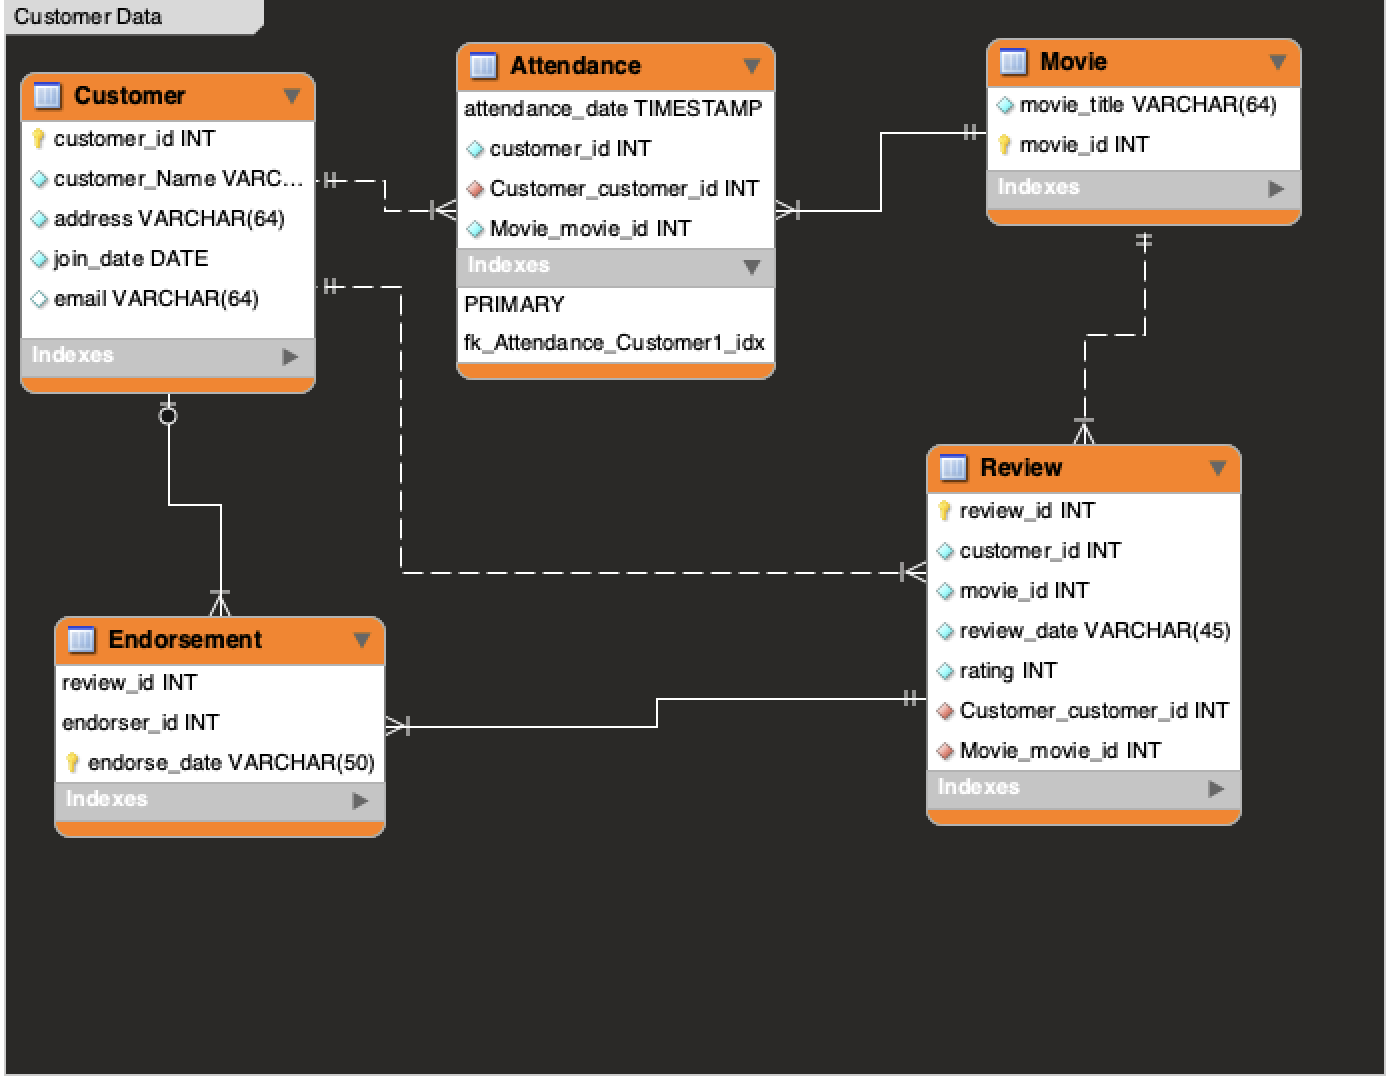 Customer Data
Customer
customer_id INT
customer_Name VARC...
address VARCHAR(64)
join_date DATE
email VARCHAR(64)
Indexes
Attendance
attendance_date TIMESTAMP
customer_id INT
Customer_customer_id INT
Movie_movie_id INT
Indexes
PRIMARY
fk_Attendance_Customer1_idx
Movie
movie_title VARCHAR(64)
movie_id INT
Indexes
Endorsement
review_id INT
endorser_id INT
endorse_date VARCHAR(50)
Indexes
Review
review_id INT
customer_id INT
movie_id INT
review_date VARCHAR(45)
rating INT
Customer_customer_id INT
Movie_movie_id INT
Indexes